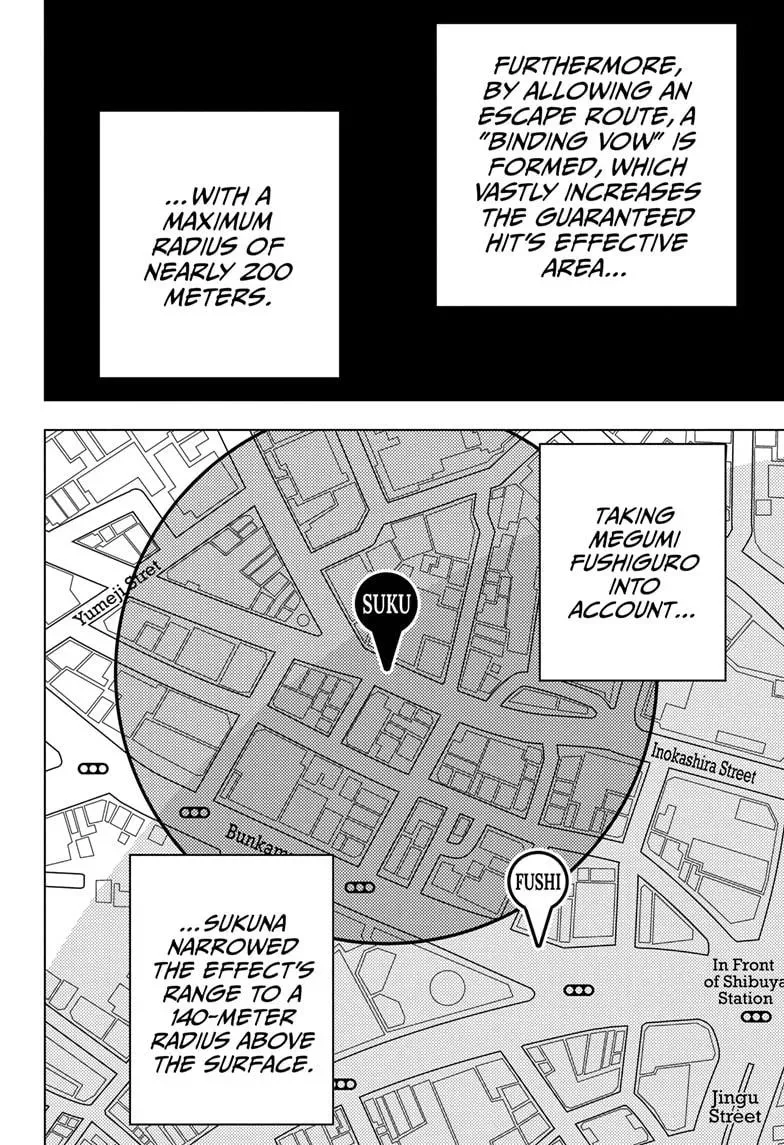 FURTHERMORE,
BY ALLOWING AN
ESCAPE ROUTE, A
"BINDING VOW" IS
FORMED, WHICH
VASTLY INCREASES
THE GUARANTEED
HIT'S EFFECTIVE
AREA...
...WITH A
MAXIMUM
RADIUS OF
NEARLY 200
METERS.
TAKING
MEGUMI
FUSHIGURO
INTO
ACCOUNT...
Yumeji Stret
SUKU
Inokashira Street
Bunkam
FUSHI
...SUKUNA
NARROWED
THE EFFECT'S
RANGE TO A
140-METER
RADIUS ABOVE
THE SURFACE.
In Front
of Shibuya
Station
Jingu
Street